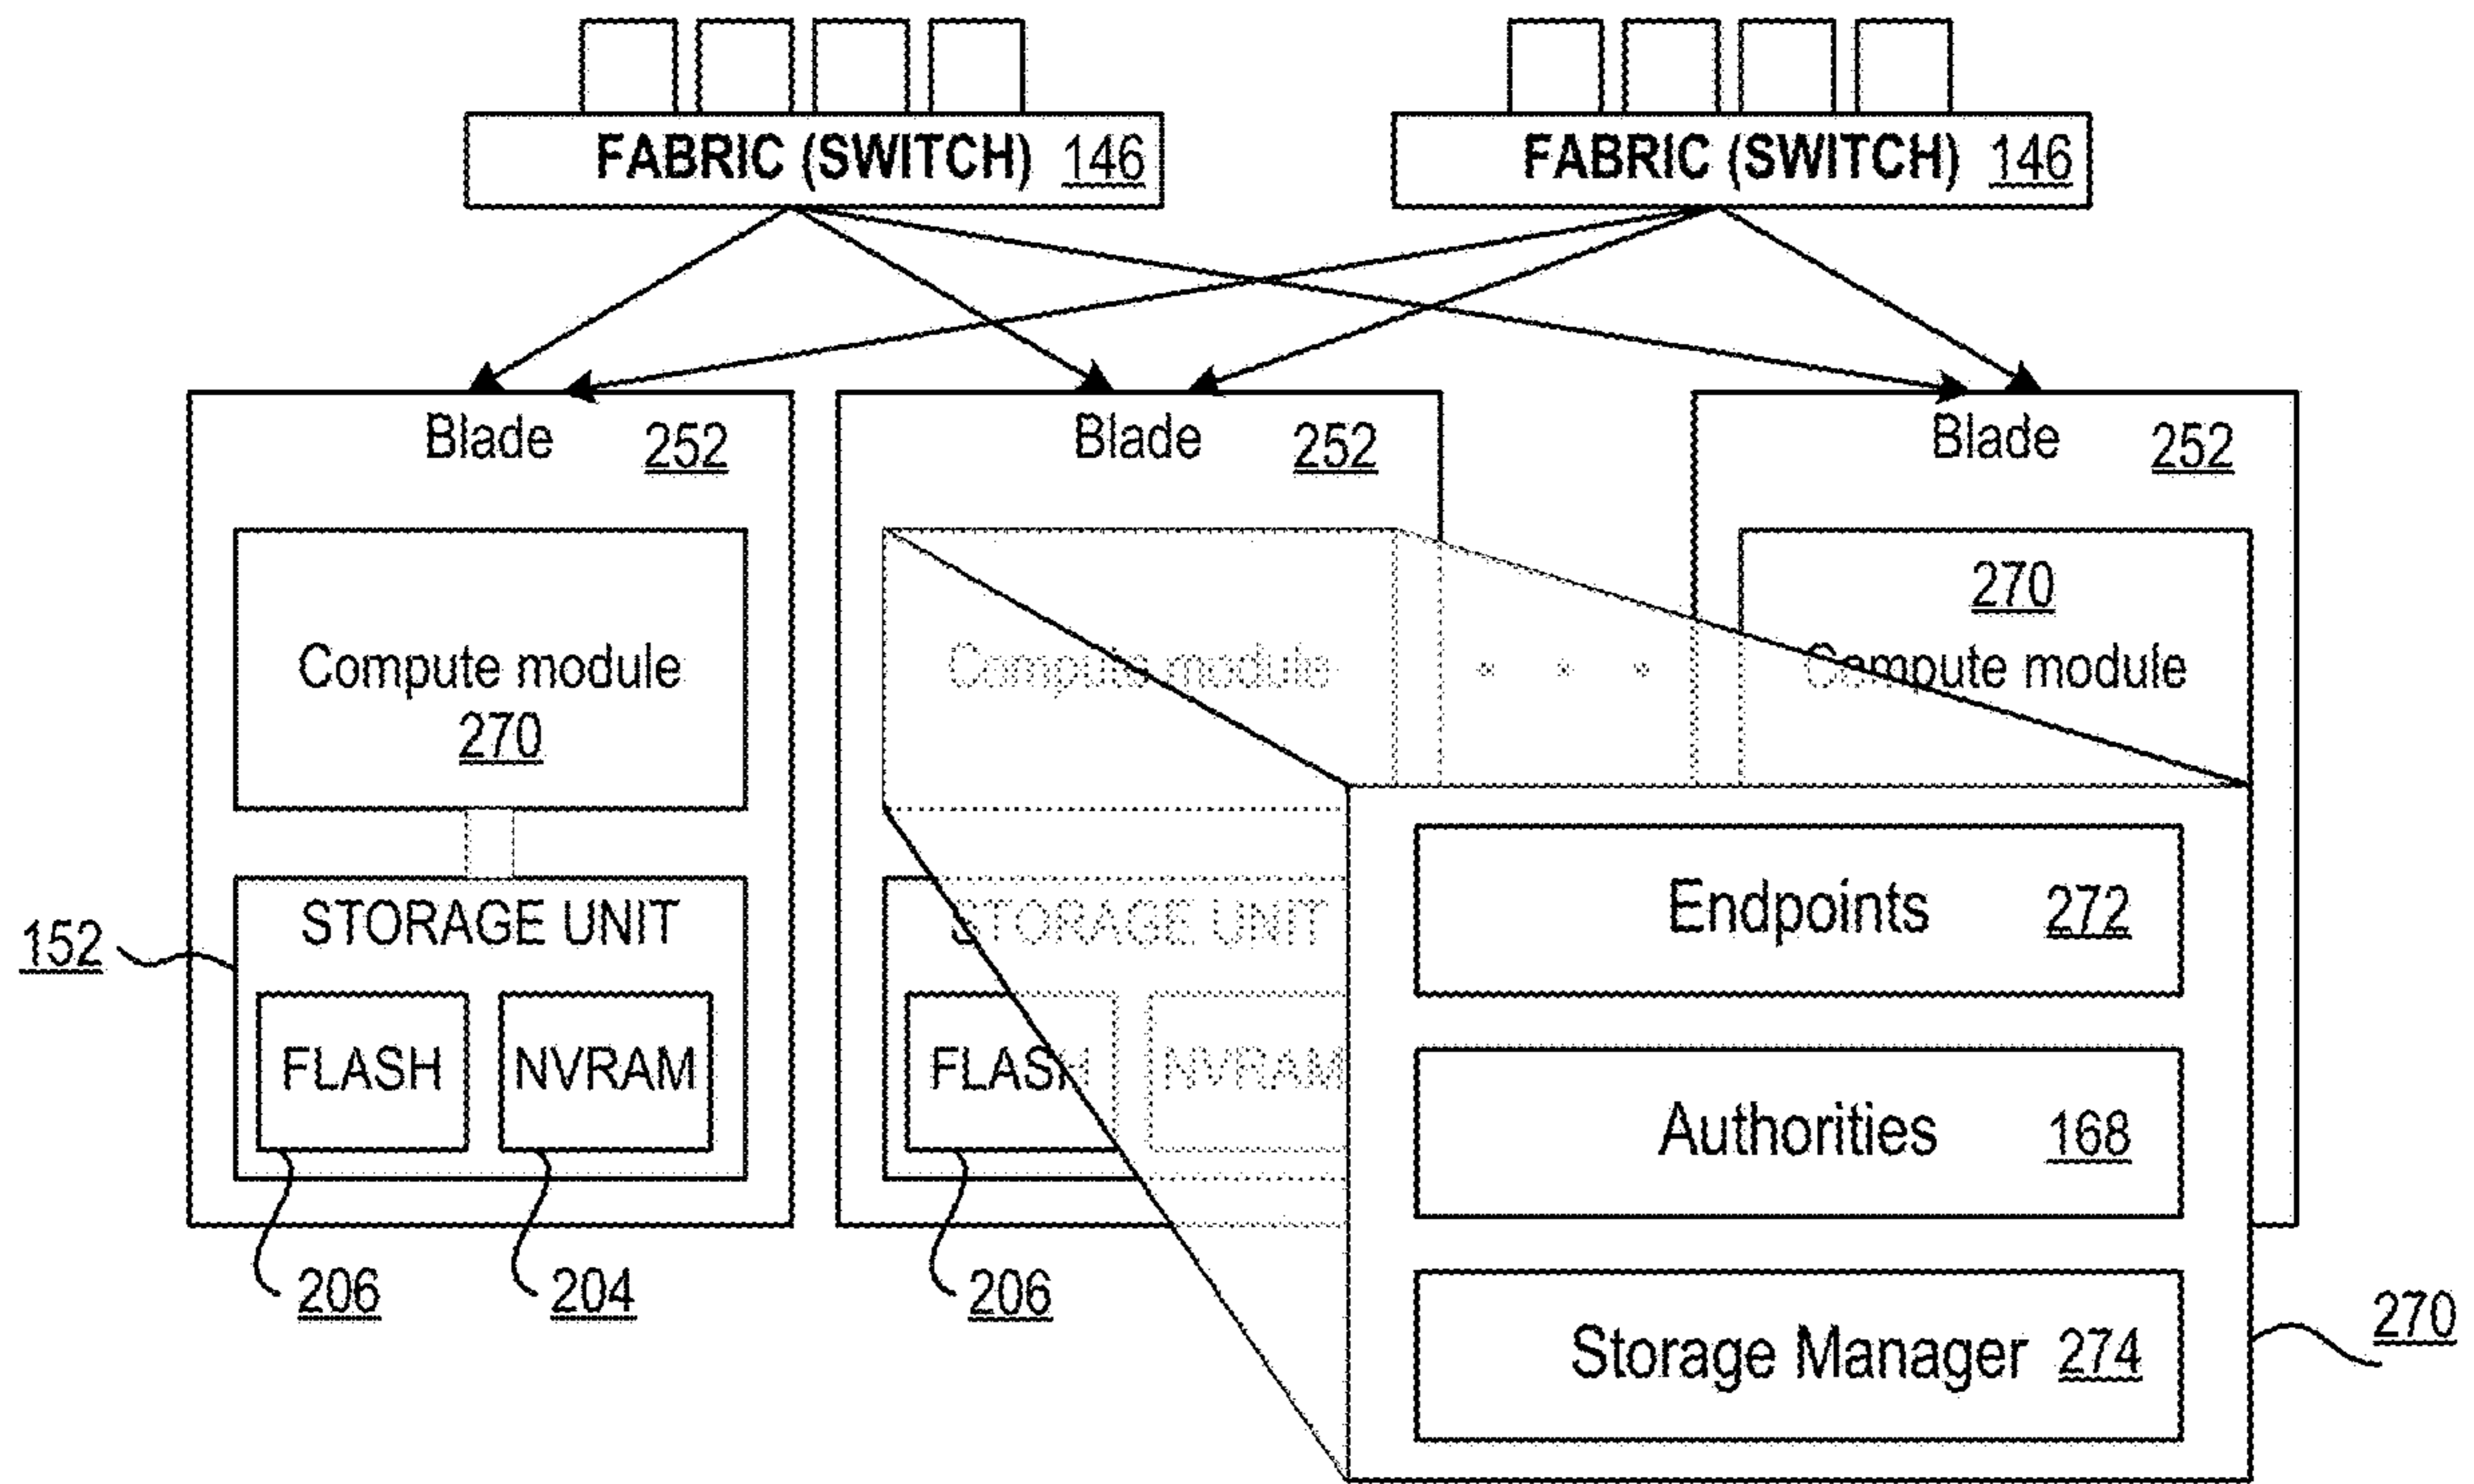 FABRIC (SWITCH) 146
FABRIC (SWITCH) 146
Blade 252
Blade 252
Blade 252
Compute module
270
Compute module
270
Compute module
STORAGE UNIT
152
FLASH
NVRAM
206
204
STORAGE UNIT
FLASH
NVRAM
206
Endpoints 272
Authorities 168
Storage Manager 274
270